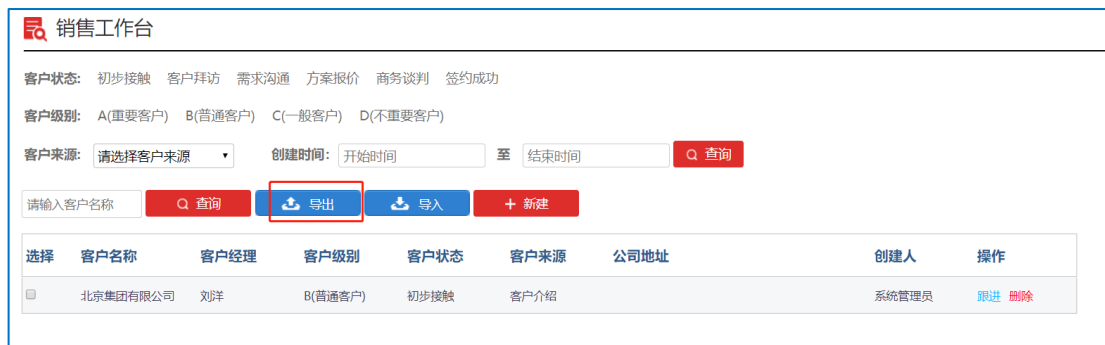 销售工作台
客户状态: 初步接触 客户拜访 需求沟通 方案报价 商务谈判 签约成功
客户级别: A(重要客户) B(普通客户) C(一般客户) D(不重要客户)
客户来源: 请选择客户来源 创建时间: 开始时间 至 结束时间 查询
请输入客户名称 查询 导出 导入 + 新建
选择 客户名称 客户经理 客户级别 客户状态 客户来源 公司地址 创建人 操作
北京集团有限公司 刘洋 B(普通客户) 初步接触 客户介绍 系统管理员 跟进 删除